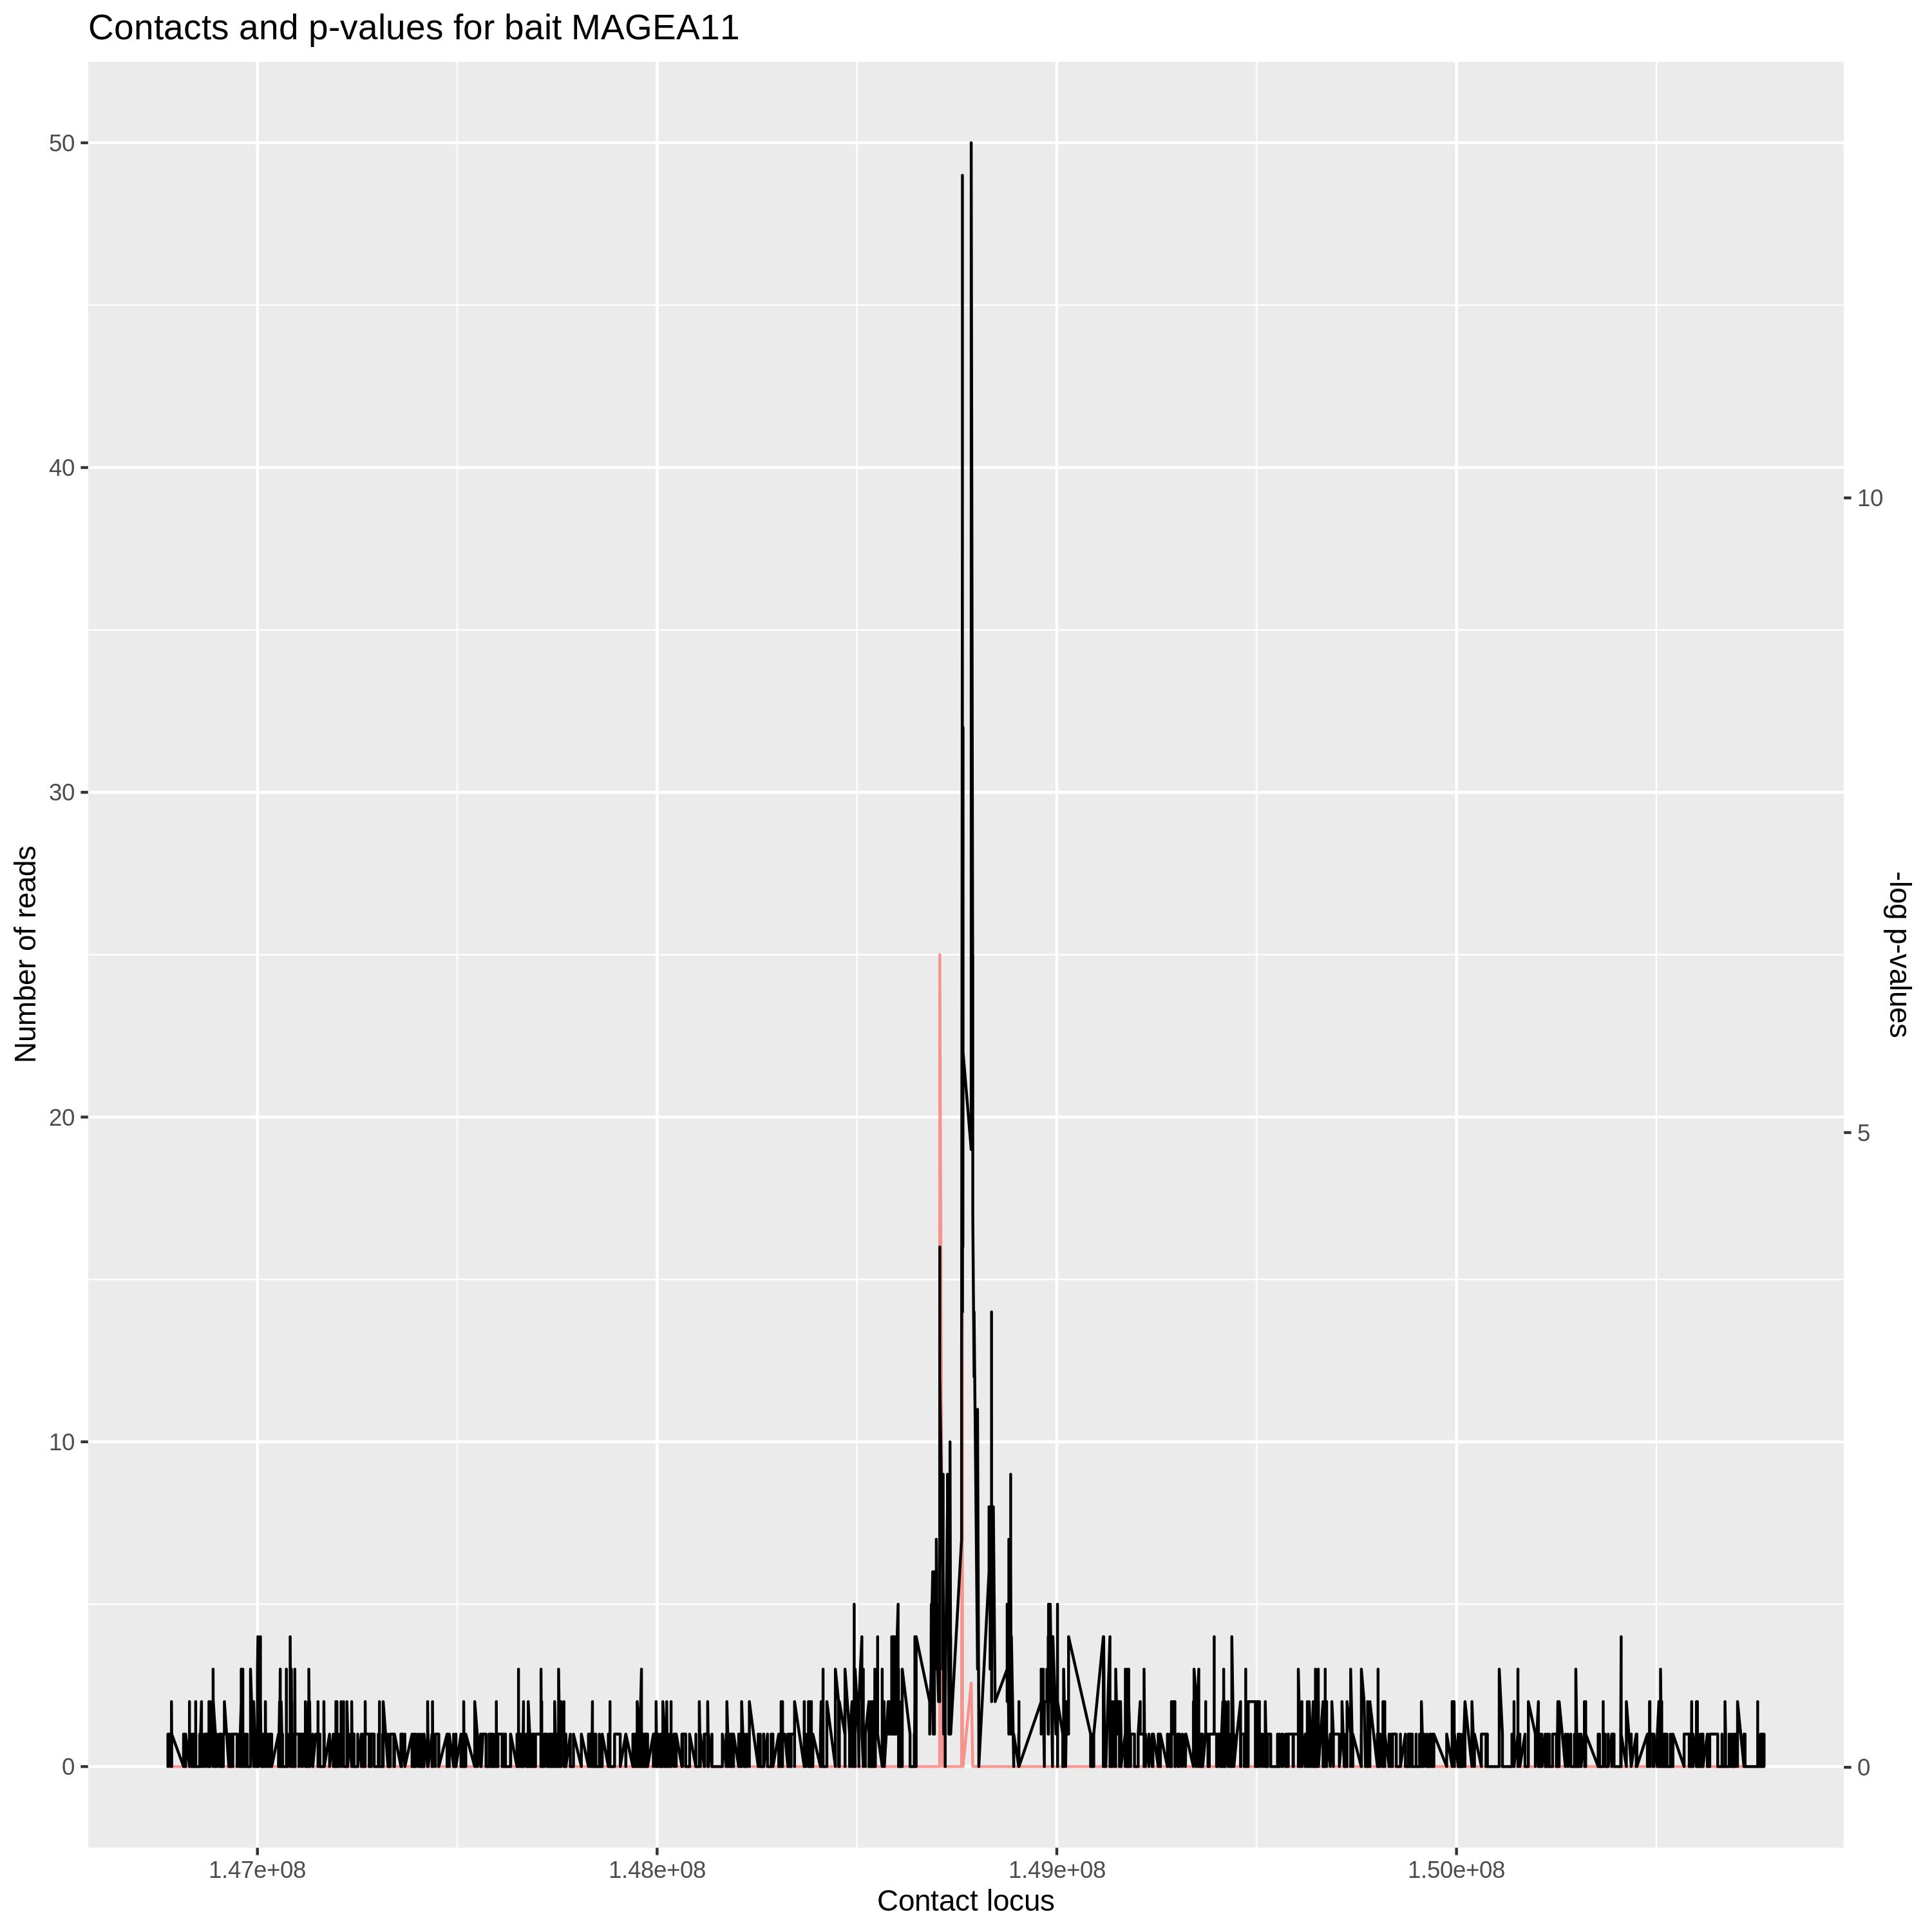 Contacts and p-values for bait MAGEA11
50
40
30
20
10
0
Number of reads
10
5
0
-log p-values
1.47e+08
1.48e+08
1.49e+08
1.50e+08
Contact locus